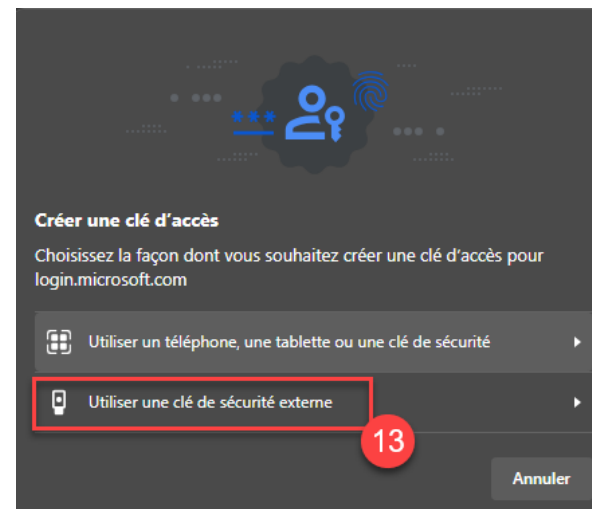 ***
Créer une clé d'accès
Choisissez la façon dont vous souhaitez créer une clé d'accès pour
login.microsoft.com
Utiliser un téléphone, une tablette ou une clé de sécurité
Utiliser une clé de sécurité externe
13
Annuler